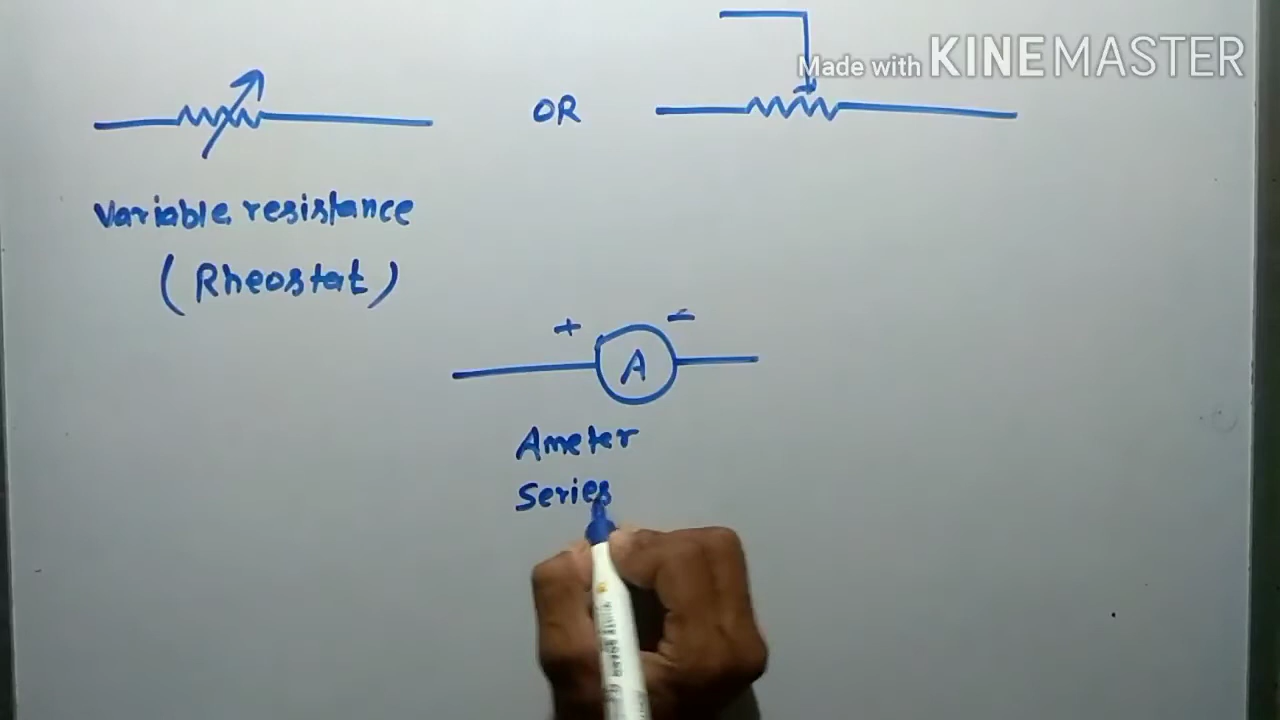 Made with KINEMASTER
OR
Variable resistance
(Rheostat)
+ -
A
Ameter
Series